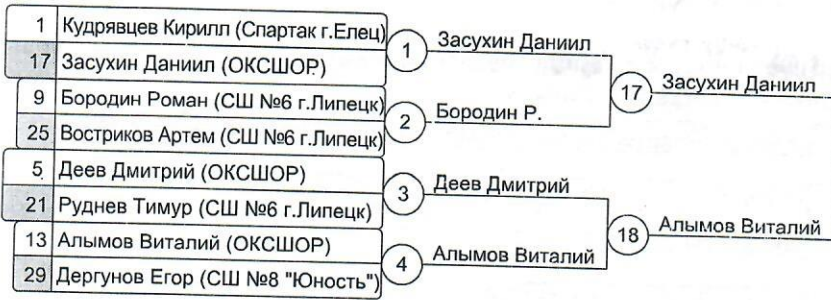 1 Кудрявцев Кирилл (Спартак г.Елец)
17 Засухин Даниил (ОКСШОР)
1 Засухин Даниил
9 Бородин Роман (СШ №6 г.Липецк)
25 Востриков Артем (СШ №6 г.Липецк)
2 Бородин Р.
17 Засухин Даниил
5 Деев Дмитрий (ОКСШОР)
21 Руднев Тимур (СШ №6 г.Липецк)
3 Деев Дмитрий
13 Алымов Виталий (ОКСШОР)
29 Дергунов Егор (СШ №8 "Юность")
4 Алымов Виталий
18 Алымов Виталий